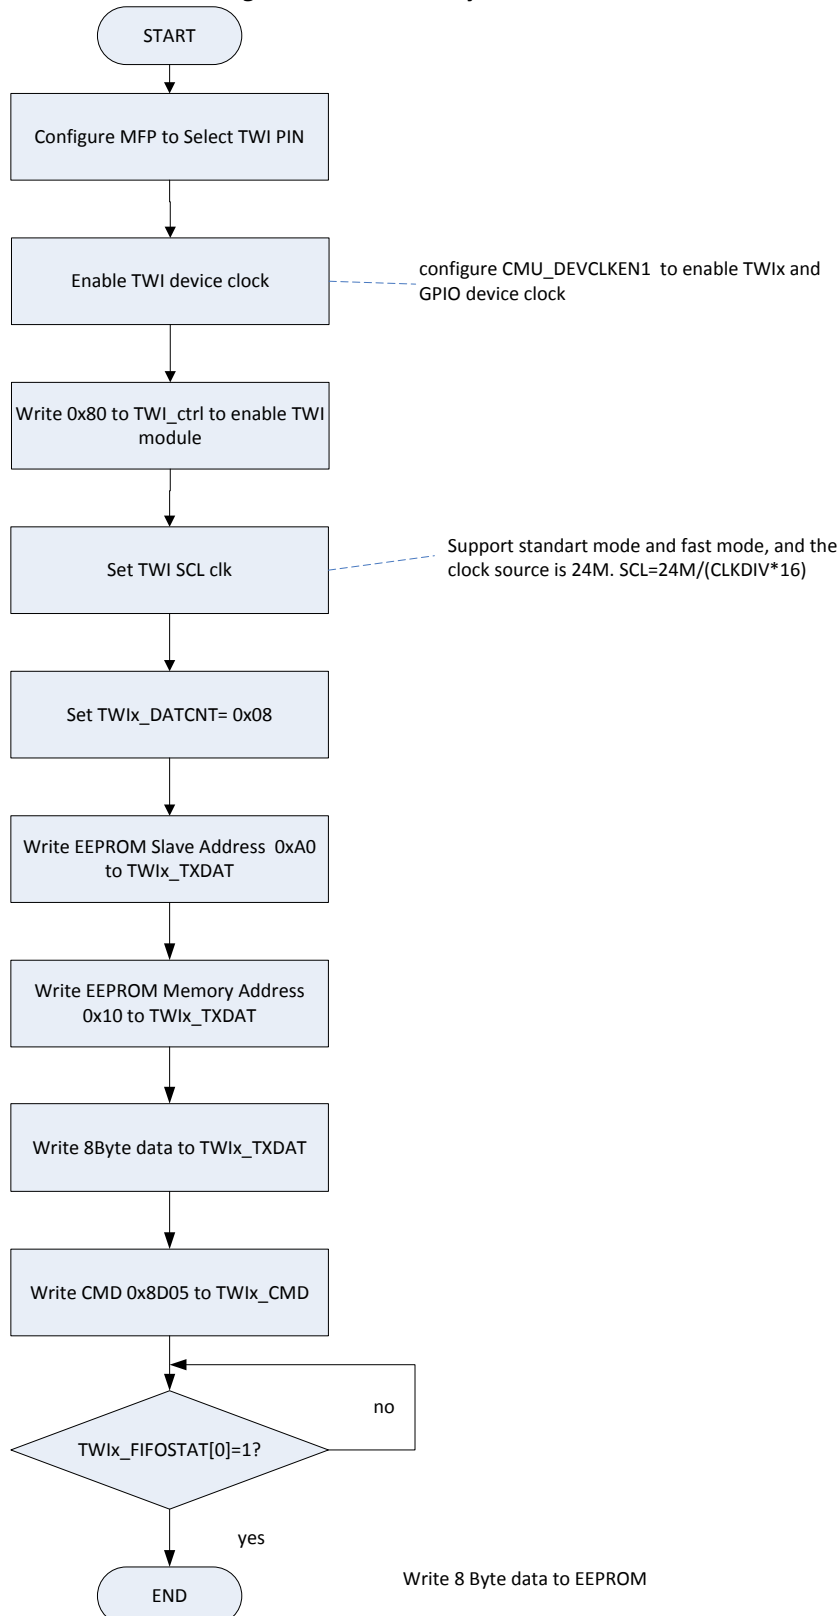 START
Configure MFP to Select TWI PIN
Enable TWI device clock
configure CMU_DEVCLKEN1 to enable TWIx and
GPIO device clock
Write 0x80 to TWI_ctrl to enable TWI
module
Set TWI SCL clk
Support standart mode and fast mode, and the
clock source is 24M. SCL=24M/(CLKDIV*16)
Set TWIx_DATCNT= 0x08
Write EEPROM Slave Address 0xA0
to TWIx_TXDAT
Write EEPROM Memory Address
0x10 to TWIx_TXDAT
Write 8Byte data to TWIx_TXDAT
Write CMD 0x8D05 to TWIx_CMD
no
TWIx_FIFOSTAT[0]=1?
yes
Write 8 Byte data to EEPROM
END